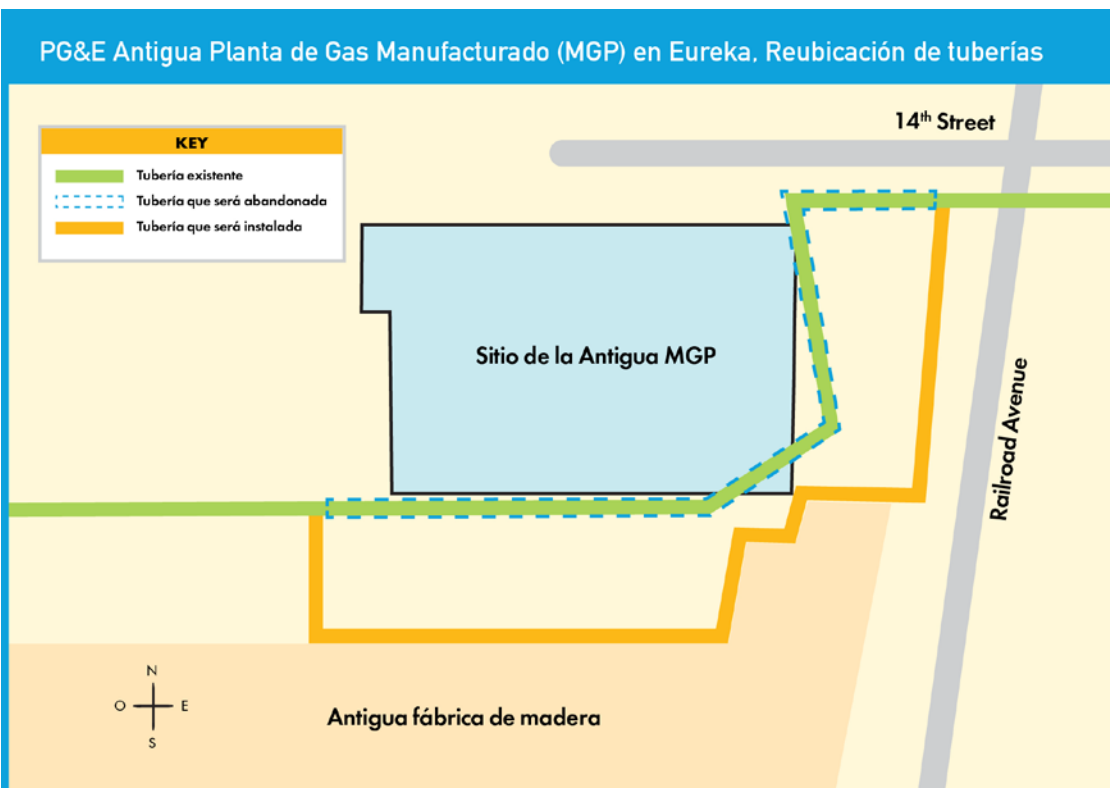 PG&E Antigua Planta de Gas Manufacturado (MGP) en Eureka, Reubicación de tuberías
14th Street
KEY
Tubería existente
Tubería que será abandonada
Tubería que será instalada
Sitio de la Antigua MGP
Railroad Avenue
N
O E
S
Antigua fábrica de madera